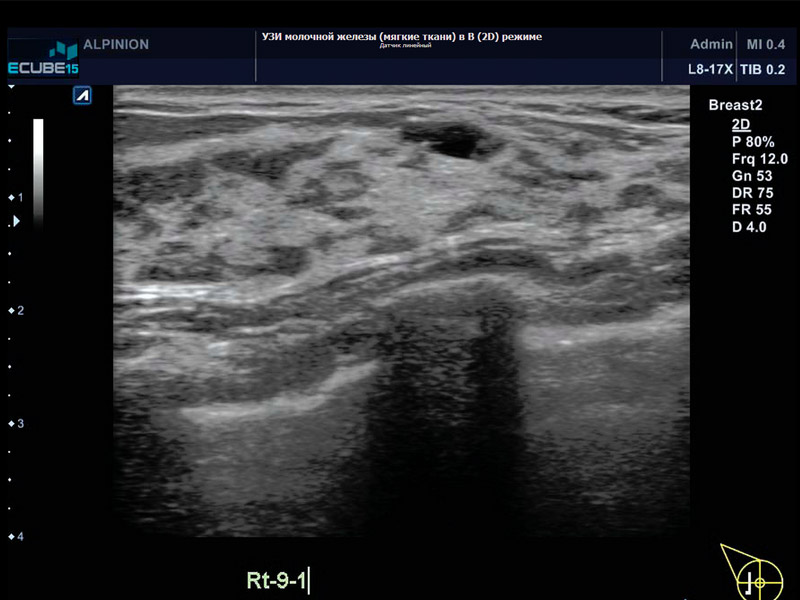 УЗИ молочной железы (мягкие ткани) в B (2D) режиме
Датчик линейный
ALPINION
ECUBE15
Admin MI 0.4
L8-17X TIB 0.2
Breast2
2D
P 80%
Frq 12.0
Gn 53
DR 75
FR 55
D 4.0
1
2
3
4
Rt-9-1